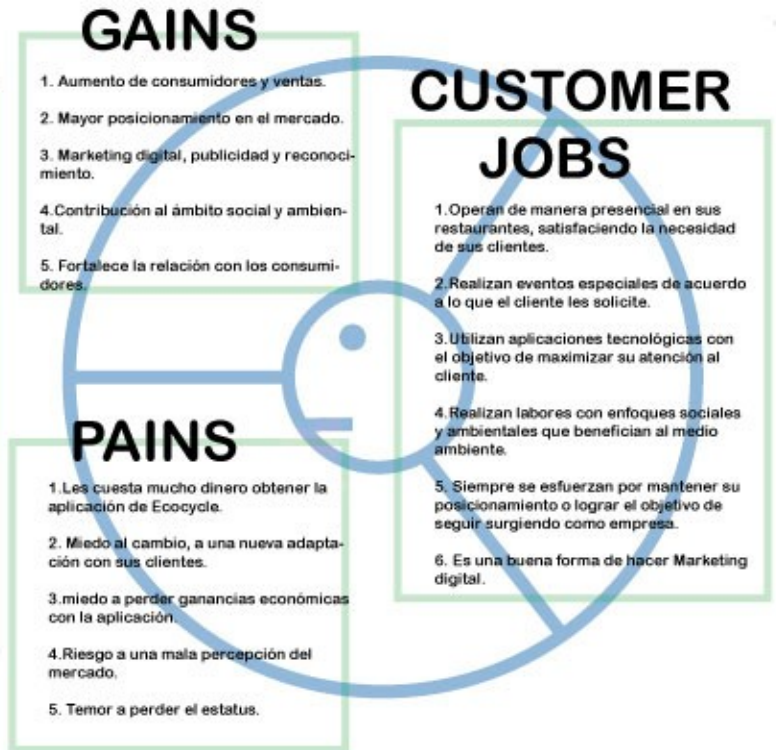 GAINS
1. Aumento de consumidores y ventas.
2. Mayor posicionamiento en el mercado.
3. Marketing digital, publicidad y reconoci-
miento.
4.Contribución al ámbito social y ambien-
tal.
5. Fortalece la relación con los consumi-
dores.
CUSTOMER
JOBS
1.Operan de manera presencial en sus
restaurantes, satisfaciendo la necesidad
de sus clientes.
2.Realizan eventos especiales de acuerdo
a lo que el cliente les solicite.
3.Utilizan aplicaciones tecnológicas con
el objetivo de maximizar su atención al
cliente.
4.Realizan labores con enfoques sociales
y ambientales que benefician al medio
ambiente.
5. Siempre se esfuerzan por mantener su
posicionamiento o lograr el objetivo de
seguir surgiendo como empresa.
6. Es una buena forma de hacer Marketing
digital.
PAINS
1.Les cuesta mucho dinero obtener la
aplicación de Ecocycle.
2. Miedo al cambio, a una nueva adapta-
ción con sus clientes.
3.miedo a perder ganancias económicas
con la aplicación.
4.Riesgo a una mala percepción del
mercado.
5. Temor a perder el estatus.